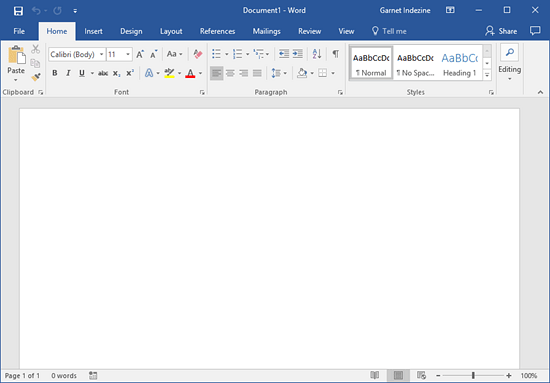 Document1 - Word
Garnet Indezine
File Home Insert Design Layout References Mailings Review View Tell me Share
Paste
Calibri (Body) 11 Aa
B I U abc X₂ X² A A
AaBbCcDc AaBbCcDc AaBbCc
¶ Normal ¶ No Spac... Heading 1
Editing
Clipboard Font Paragraph Styles
Page 1 of 1 0 words 100%